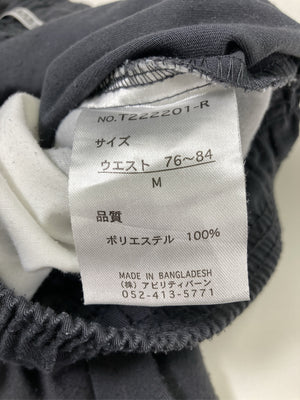 NO.T222201-R
サイズ
ウエスト 76～84
M
品質
ポリエステル 100%
MADE IN BANGLADESH
(株) アビリティバーン
052-413-5771